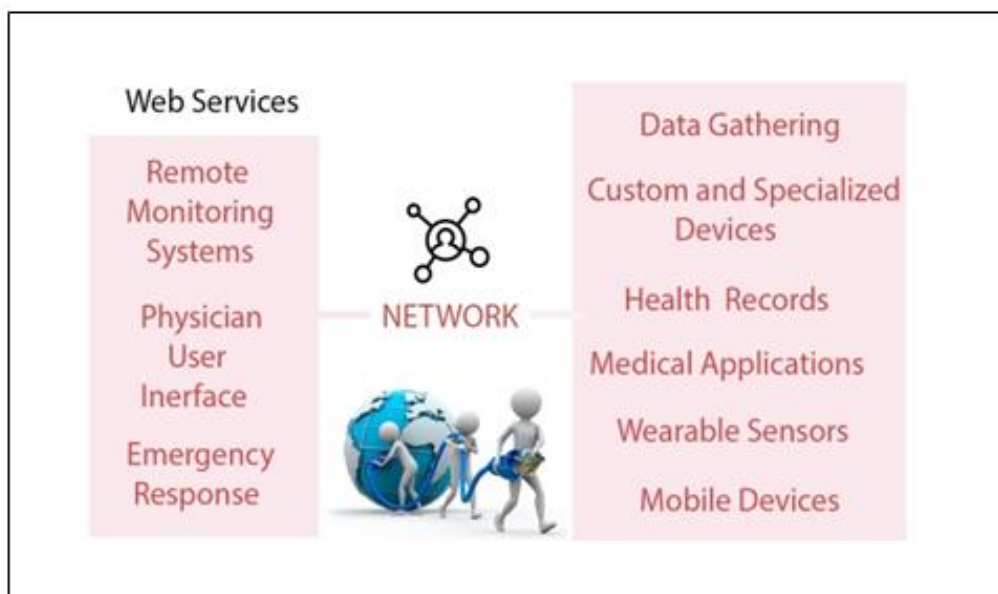 Web Services
Remote
Monitoring
Systems
Physician
User
Inerface
Emergency
Response
NETWORK
Data Gathering
Custom and Specialized
Devices
Health Records
Medical Applications
Wearable Sensors
Mobile Devices